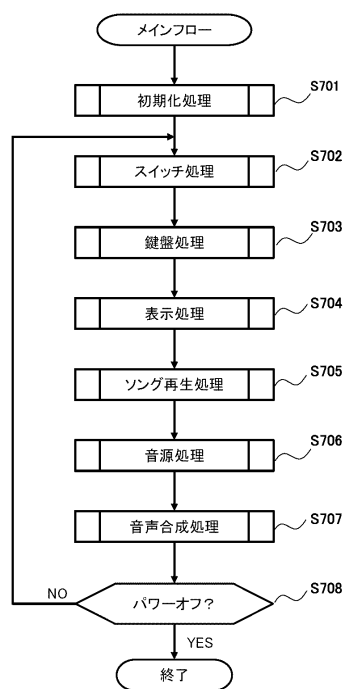 メインフロー
初期化処理
S701
スイッチ処理
S702
鍵盤処理
S703
表示処理
S704
ソング再生処理
S705
音源処理
S706
音声合成処理
S707
パワーオフ？
S708
NO
YES
終了